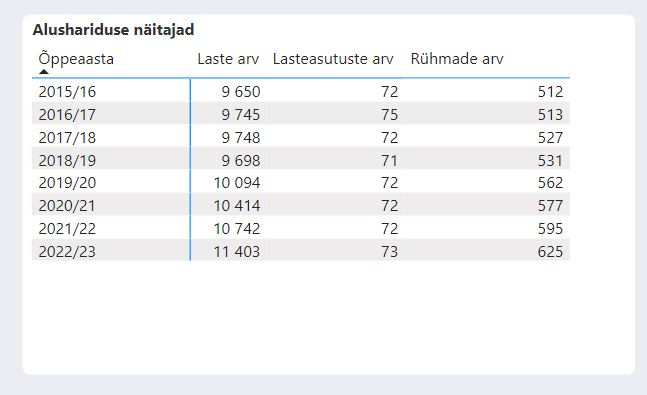 Alushariduse näitajad
Õppeaasta Laste arv Lasteasutuste arv Rühmade arv
2015/16 9 650 72 512
2016/17 9 745 75 513
2017/18 9 748 72 527
2018/19 9 698 71 531
2019/20 10 094 72 562
2020/21 10 414 72 577
2021/22 10 742 72 595
2022/23 11 403 73 625